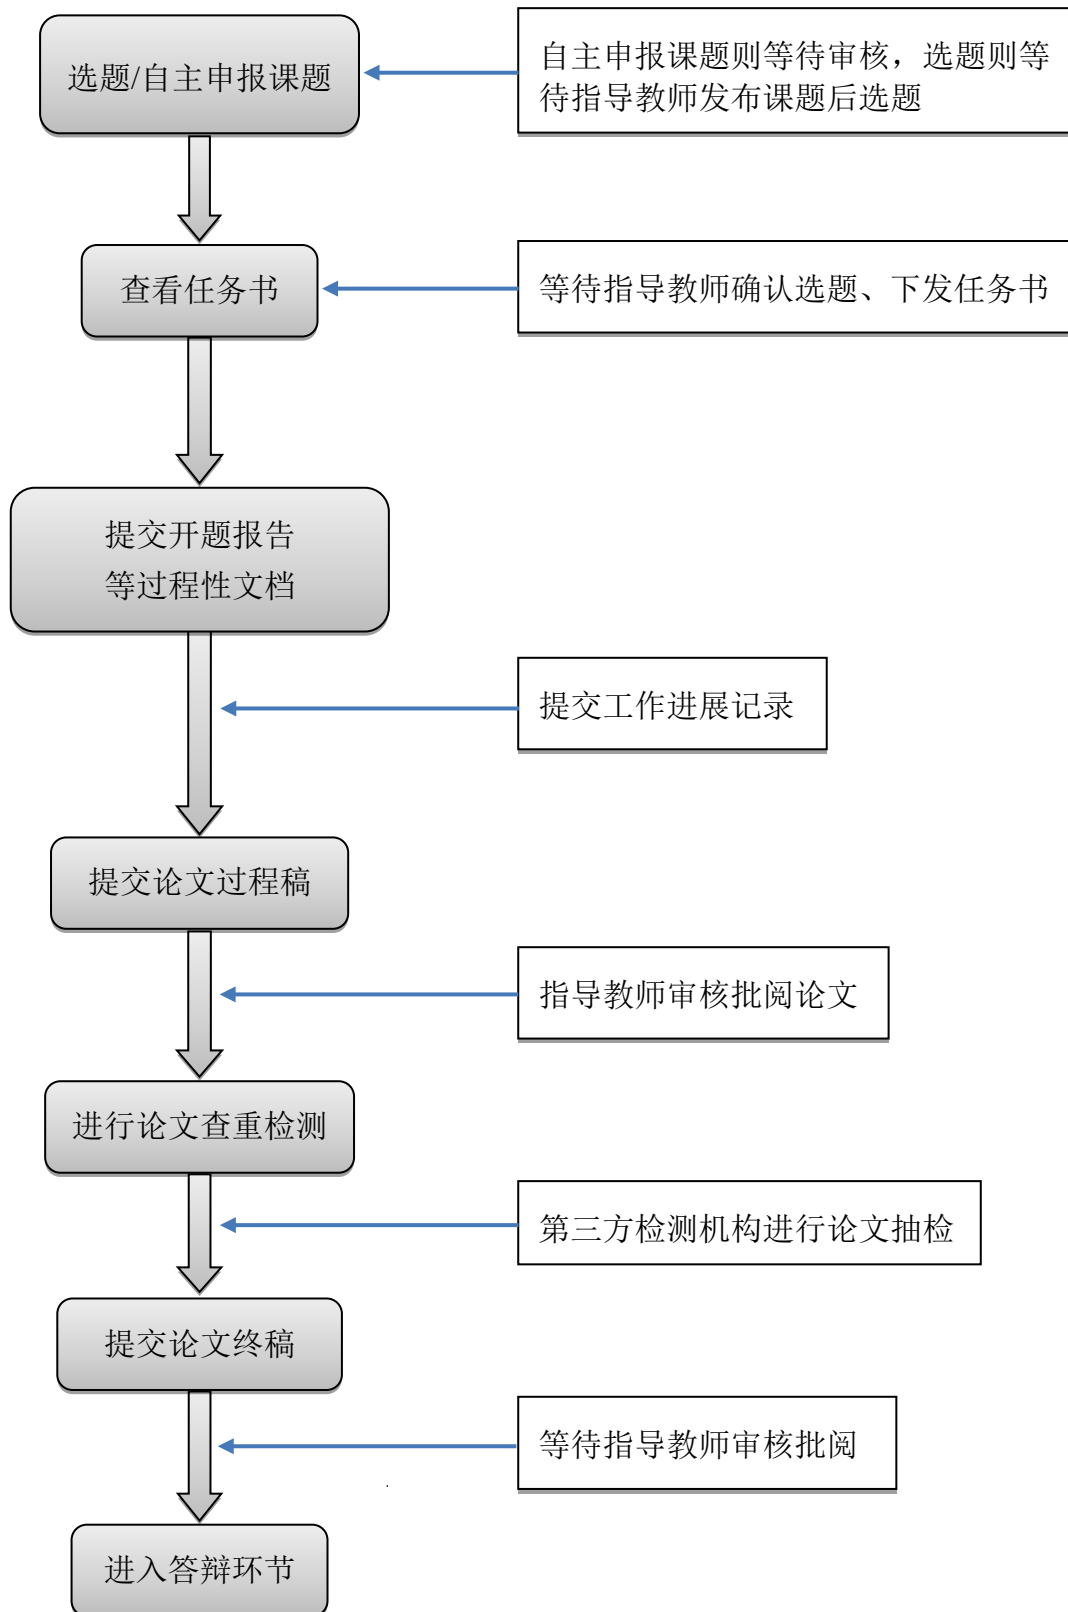 选题/自主申报课题
自主申报课题则等待审核，选题则等
待指导教师发布课题后选题
查看任务书
等待指导教师确认选题、下发任务书
提交开题报告
等过程性文档
提交工作进展记录
提交论文过程稿
指导教师审核批阅论文
进行论文查重检测
第三方检测机构进行论文抽检
提交论文终稿
等待指导教师审核批阅
进入答辩环节